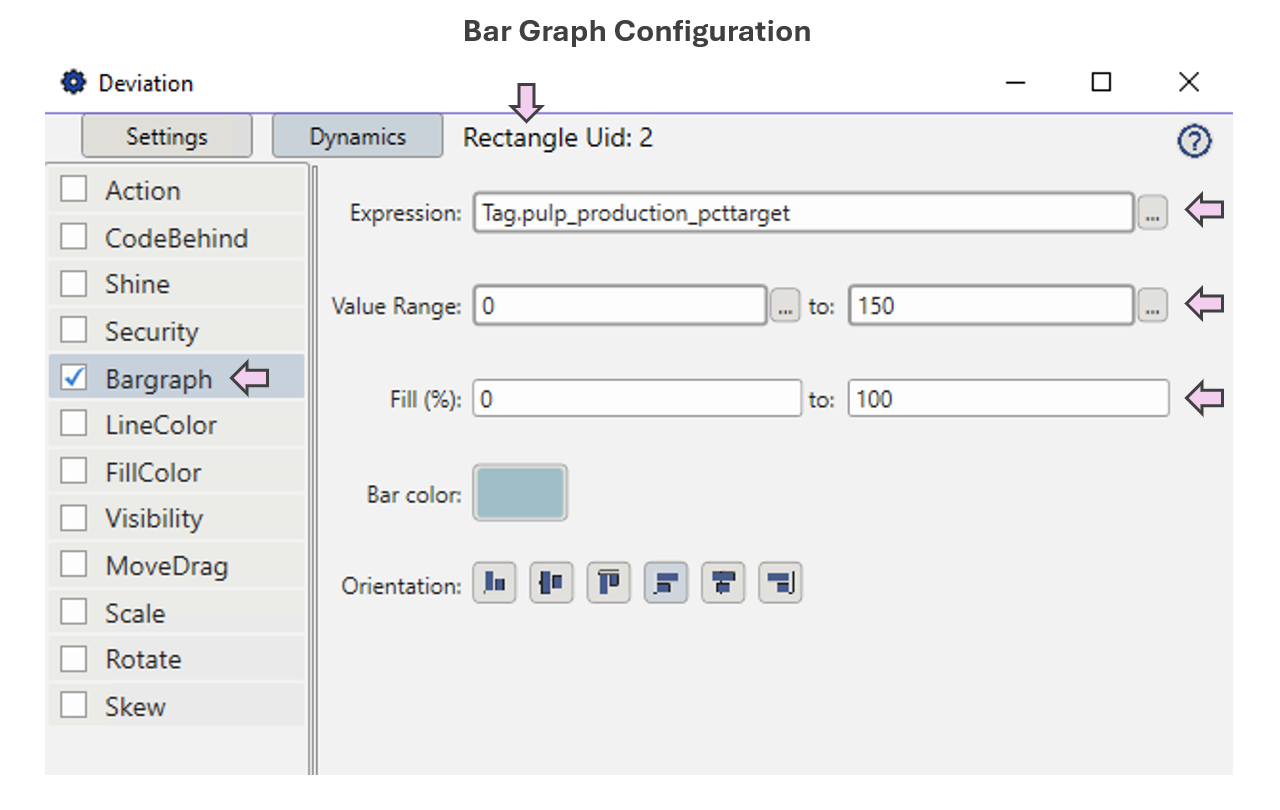 Bar Graph Configuration
Deviation
Settings
Dynamics
Rectangle Uid: 2
Action
CodeBehind
Shine
Security
Bargraph
LineColor
FillColor
Visibility
MoveDrag
Scale
Rotate
Skew
Expression: Tag.pulp_production_pcttarget ...
Value Range: 0 ... to: 150 ...
Fill (%): 0 to: 100
Bar color:
Orientation: